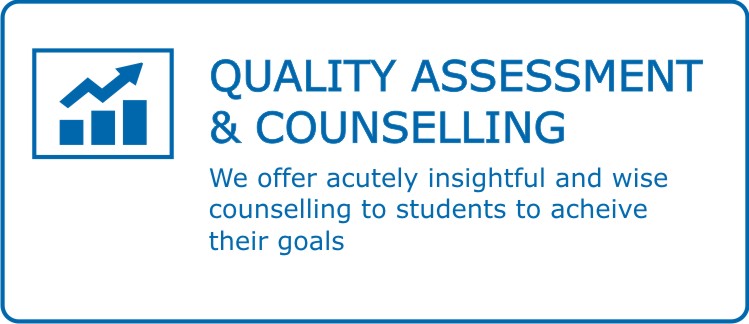 QUALITY ASSESSMENT
& COUNSELLING
We offer acutely insightful and wise
counselling to students to acheive
their goals